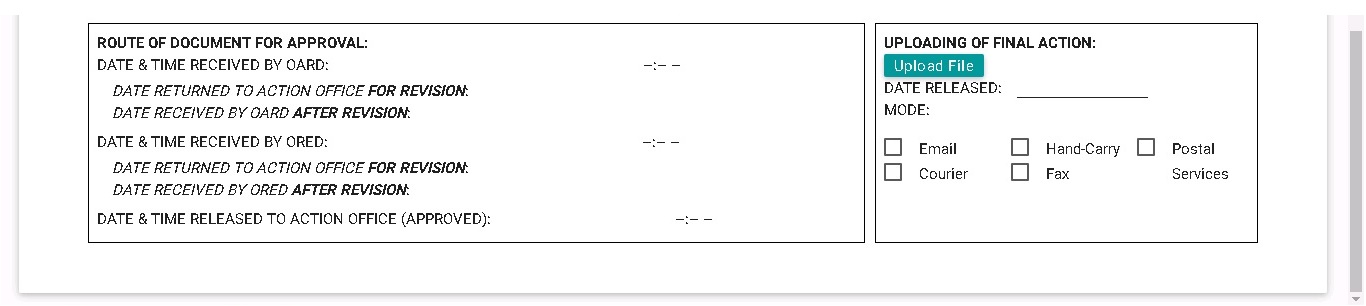 ROUTE OF DOCUMENT FOR APPROVAL:
DATE & TIME RECEIVED BY OARD: –:– –
DATE RETURNED TO ACTION OFFICE FOR REVISION:
DATE RECEIVED BY OARD AFTER REVISION:
DATE & TIME RECEIVED BY ORED: –:– –
DATE RETURNED TO ACTION OFFICE FOR REVISION:
DATE RECEIVED BY ORED AFTER REVISION:
DATE & TIME RELEASED TO ACTION OFFICE (APPROVED): –:– –
UPLOADING OF FINAL ACTION:
Upload File
DATE RELEASED: ________________
MODE:
Email Hand-Carry Postal
Courier Fax Services